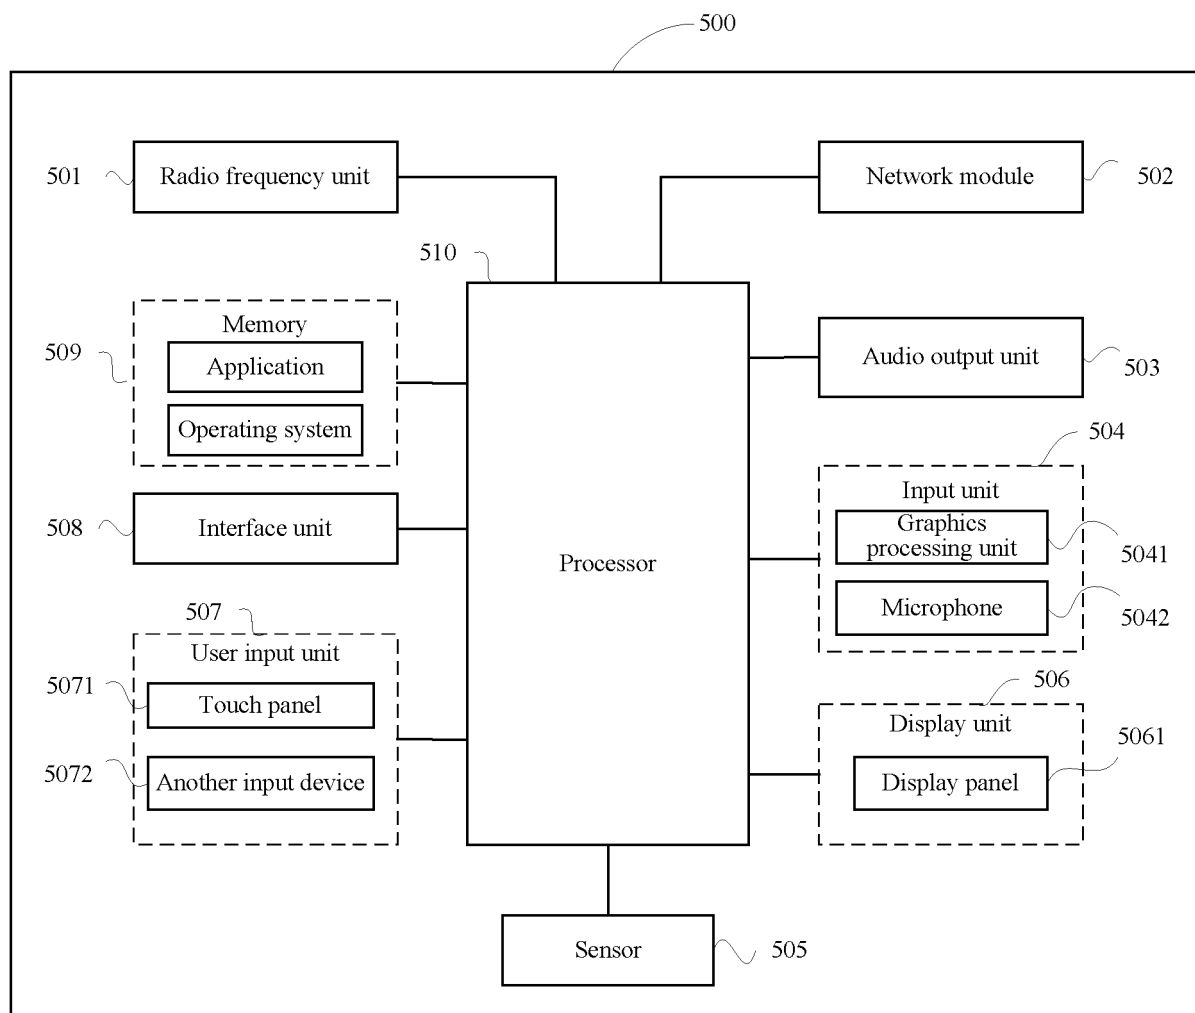 500
501
Radio frequency unit
Network module
502
510
Memory
509
Application
Operating system
Audio output unit
503
504
Input unit
Graphics
processing unit
5041
Microphone
5042
508
Interface unit
Processor
507
User input unit
5071
Touch panel
5072
Another input device
506
Display unit
5061
Display panel
Sensor
505